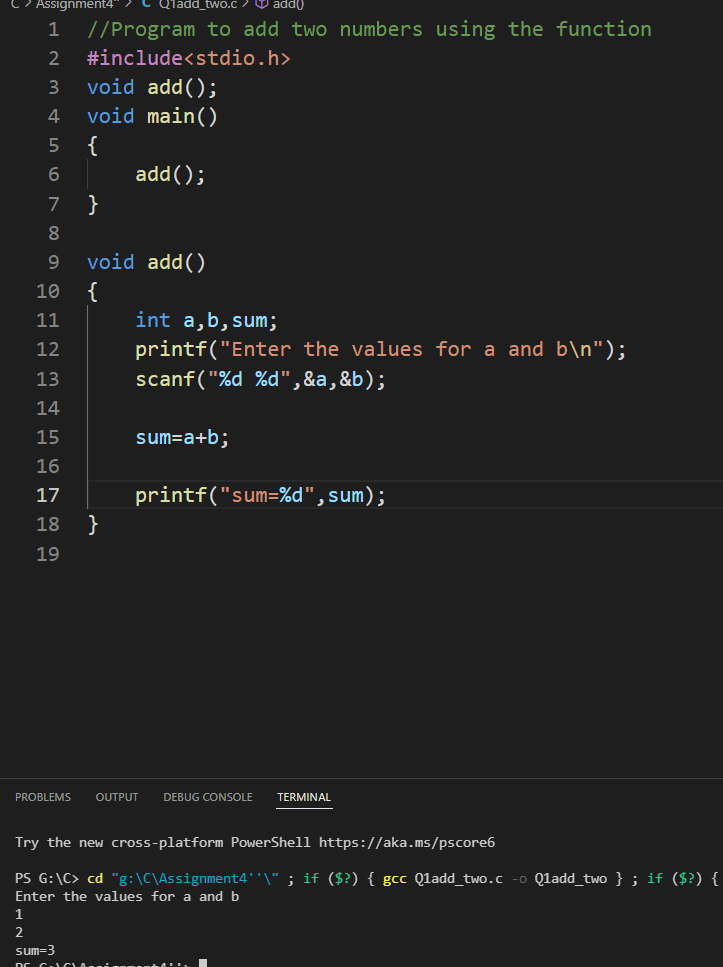 C > Assignment4'' > C Q1add_two.c > add()
1 //Program to add two numbers using the function
2 #include<stdio.h>
3 void add();
4 void main()
5 {
6 add();
7 }
8
9 void add()
10 {
11 int a,b,sum;
12 printf("Enter the values for a and b\n");
13 scanf("%d %d",&a,&b);
14
15 sum=a+b;
16
17 printf("sum=%d",sum);
18 }
19
PROBLEMS OUTPUT DEBUG CONSOLE TERMINAL
Try the new cross-platform PowerShell https://aka.ms/pscore6
PS G:\C> cd "g:\C\Assignment4''\" ; if ($?) { gcc Q1add_two.c -o Q1add_two } ; if ($?) {
Enter the values for a and b
1
2
sum=3
PS G:\C\Assignment4''>